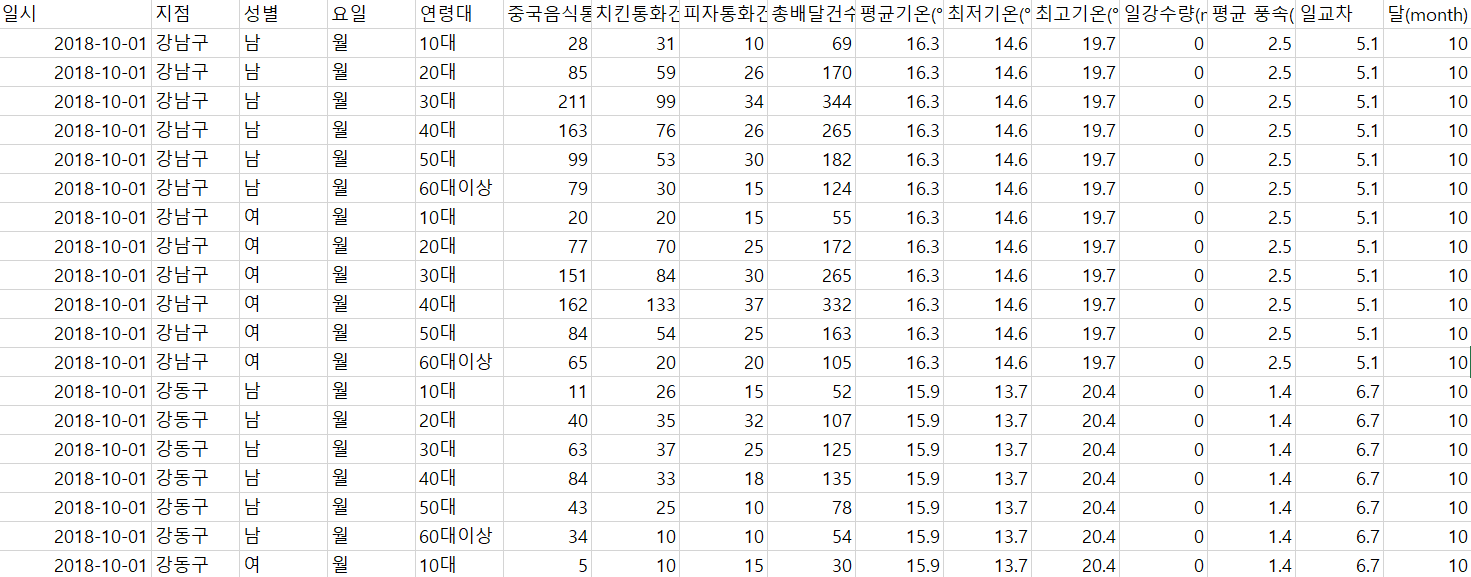 일시 지점 성별 요일 연령대 중국음식통 치킨통화건 피자통화건 총배달건수 평균기온(° 최저기온(° 최고기온(° 일강수량(r 평균 풍속( 일교차 달(month)
2018-10-01 강남구 남 월 10대 28 31 10 69 16.3 14.6 19.7 0 2.5 5.1 10
2018-10-01 강남구 남 월 20대 85 59 26 170 16.3 14.6 19.7 0 2.5 5.1 10
2018-10-01 강남구 남 월 30대 211 99 34 344 16.3 14.6 19.7 0 2.5 5.1 10
2018-10-01 강남구 남 월 40대 163 76 26 265 16.3 14.6 19.7 0 2.5 5.1 10
2018-10-01 강남구 남 월 50대 99 53 30 182 16.3 14.6 19.7 0 2.5 5.1 10
2018-10-01 강남구 남 월 60대이상 79 30 15 124 16.3 14.6 19.7 0 2.5 5.1 10
2018-10-01 강남구 여 월 10대 20 20 15 55 16.3 14.6 19.7 0 2.5 5.1 10
2018-10-01 강남구 여 월 20대 77 70 25 172 16.3 14.6 19.7 0 2.5 5.1 10
2018-10-01 강남구 여 월 30대 151 84 30 265 16.3 14.6 19.7 0 2.5 5.1 10
2018-10-01 강남구 여 월 40대 162 133 37 332 16.3 14.6 19.7 0 2.5 5.1 10
2018-10-01 강남구 여 월 50대 84 54 25 163 16.3 14.6 19.7 0 2.5 5.1 10
2018-10-01 강남구 여 월 60대이상 65 20 20 105 16.3 14.6 19.7 0 2.5 5.1 10
2018-10-01 강동구 남 월 10대 11 26 15 52 15.9 13.7 20.4 0 1.4 6.7 10
2018-10-01 강동구 남 월 20대 40 35 32 107 15.9 13.7 20.4 0 1.4 6.7 10
2018-10-01 강동구 남 월 30대 63 37 25 125 15.9 13.7 20.4 0 1.4 6.7 10
2018-10-01 강동구 남 월 40대 84 33 18 135 15.9 13.7 20.4 0 1.4 6.7 10
2018-10-01 강동구 남 월 50대 43 25 10 78 15.9 13.7 20.4 0 1.4 6.7 10
2018-10-01 강동구 남 월 60대이상 34 10 10 54 15.9 13.7 20.4 0 1.4 6.7 10
2018-10-01 강동구 여 월 10대 5 10 15 30 15.9 13.7 20.4 0 1.4 6.7 10